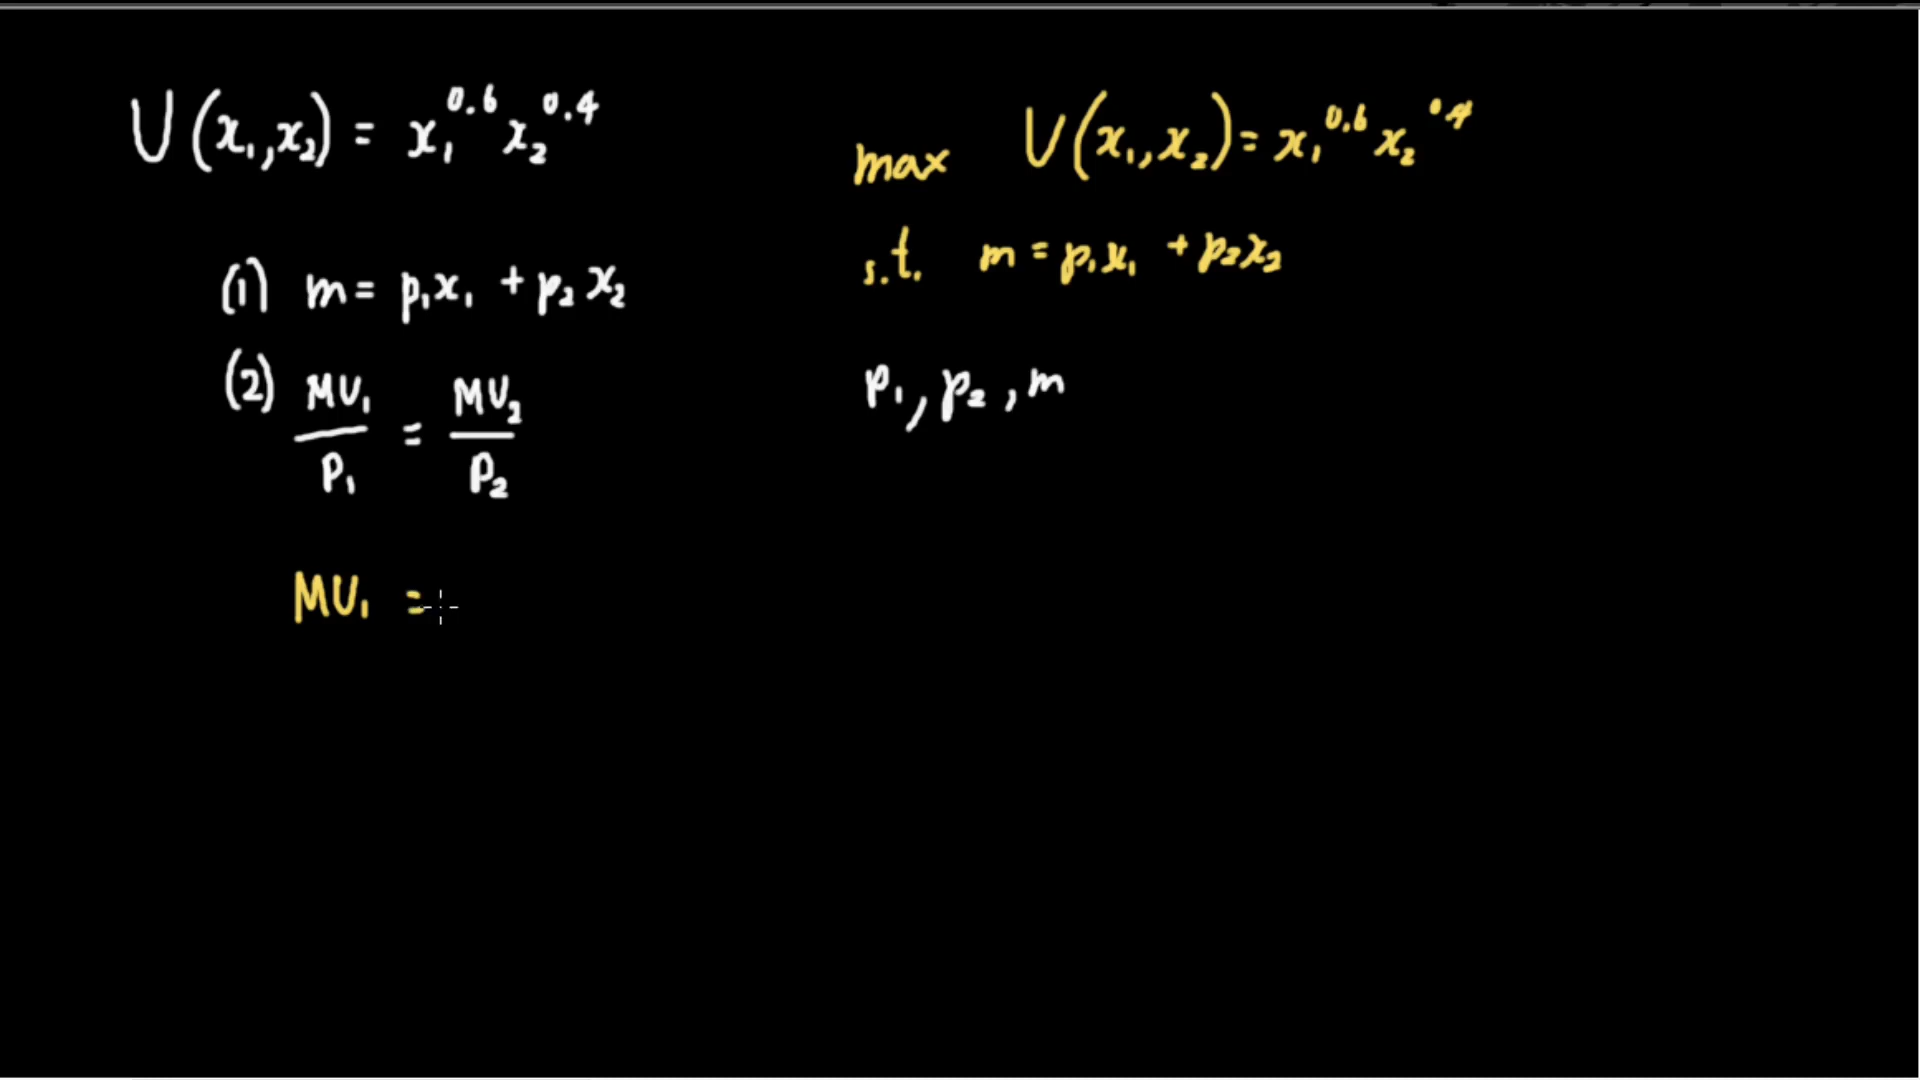 U(x₁,x₂) = x₁^0.6 x₂^0.4
(1) m = p₁x₁ + p₂x₂
(2) MU₁/P₁ = MU₂/P₂
MU₁ =
max U(x₁,x₂) = x₁^0.6 x₂^0.4
s.t. m = p₁x₁ + p₂x₂
p₁, p₂, m